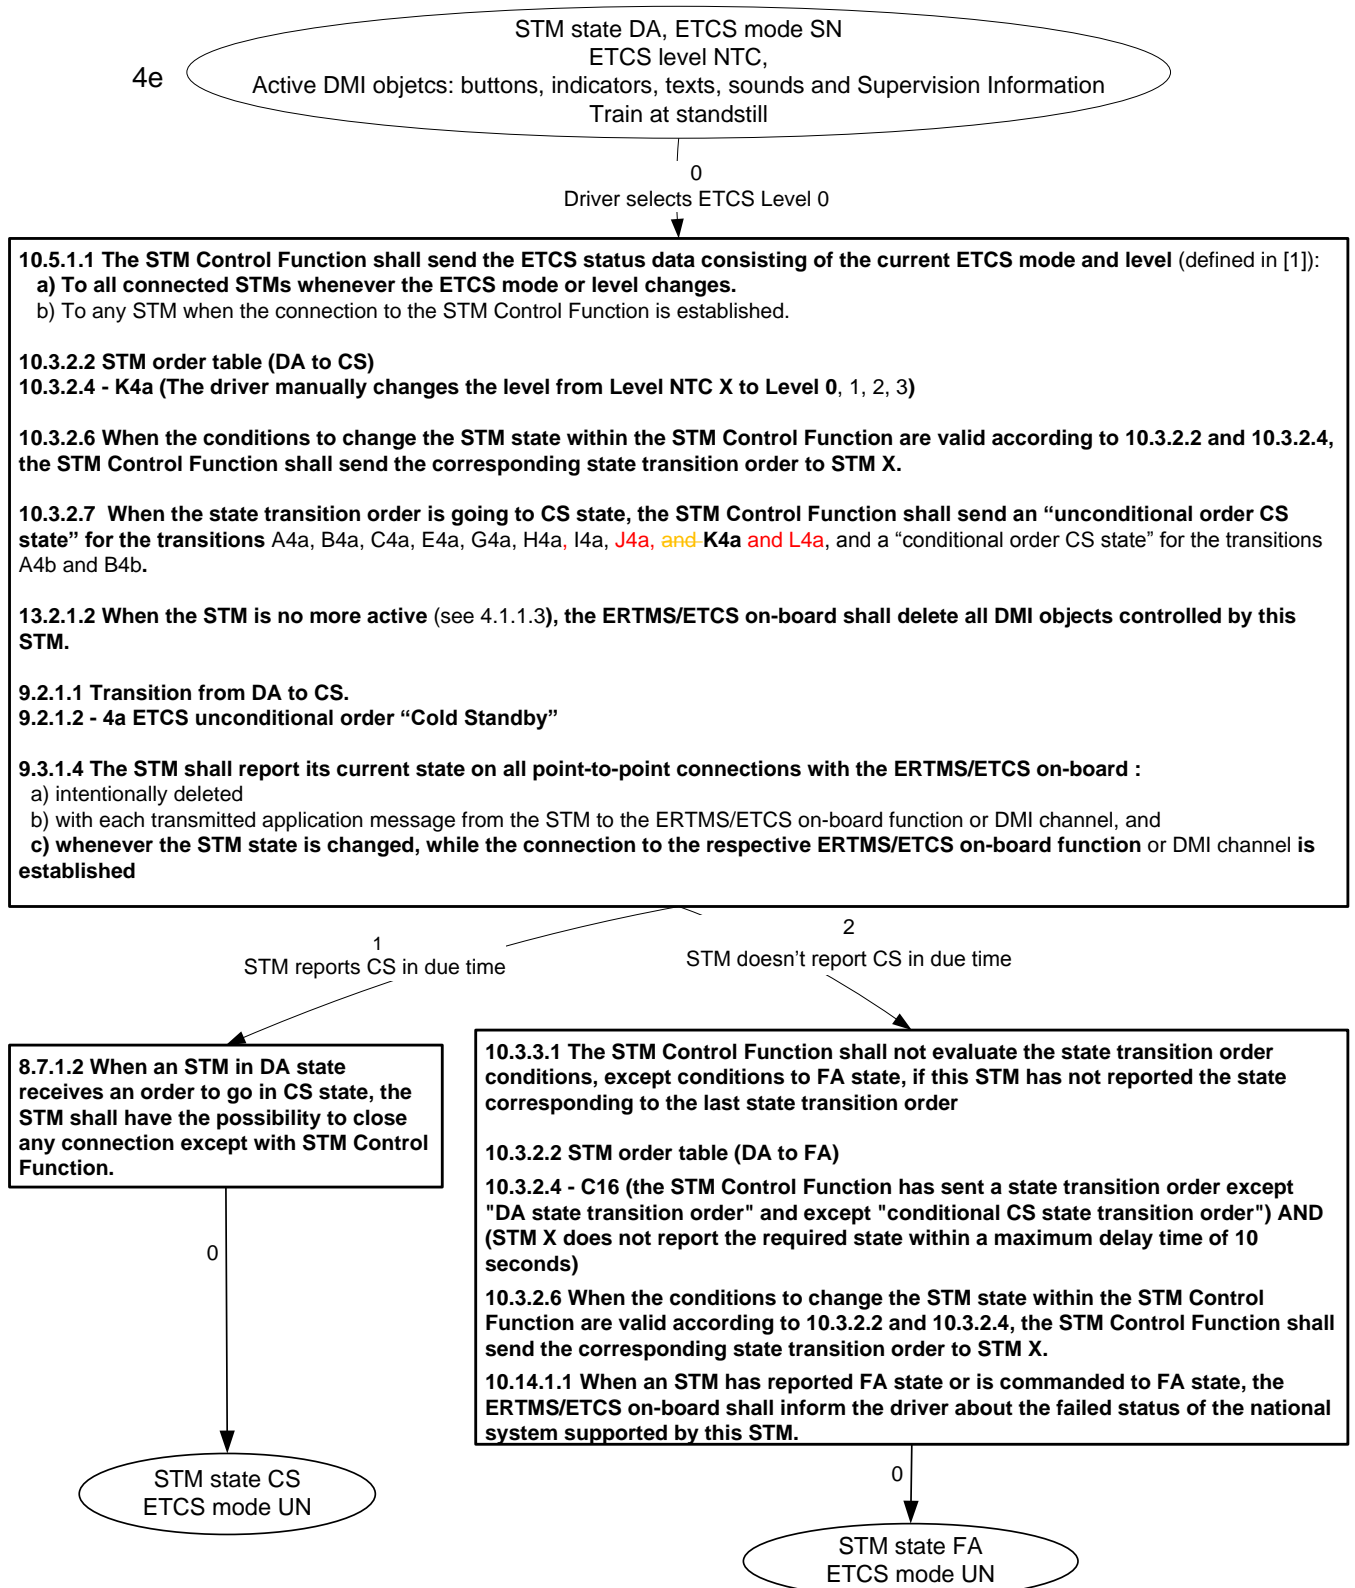 STM state DA, ETCS mode SN
ETCS level NTC,
4e
Active DMI objetcs: buttons, indicators, texts, sounds and Supervision Information
Train at standstill
0
Driver selects ETCS Level 0
10.5.1.1 The STM Control Function shall send the ETCS status data consisting of the current ETCS mode and level (defined in [1]):
a) To all connected STMs whenever the ETCS mode or level changes.
b) To any STM when the connection to the STM Control Function is established.
10.3.2.2 STM order table (DA to CS)
10.3.2.4 - K4a (The driver manually changes the level from Level NTC X to Level 0, 1, 2, 3)
10.3.2.6 When the conditions to change the STM state within the STM Control Function are valid according to 10.3.2.2 and 10.3.2.4,
the STM Control Function shall send the corresponding state transition order to STM X.
10.3.2.7 When the state transition order is going to CS state, the STM Control Function shall send an “unconditional order CS
state” for the transitions A4a, B4a, C4a, E4a, G4a, H4a, I4a, J4a, and K4a and L4a, and a “conditional order CS state” for the transitions
A4b and B4b.
13.2.1.2 When the STM is no more active (see 4.1.1.3), the ERTMS/ETCS on-board shall delete all DMI objects controlled by this
STM.
9.2.1.1 Transition from DA to CS.
9.2.1.2 - 4a ETCS unconditional order “Cold Standby”
9.3.1.4 The STM shall report its current state on all point-to-point connections with the ERTMS/ETCS on-board :
a) intentionally deleted
b) with each transmitted application message from the STM to the ERTMS/ETCS on-board function or DMI channel, and
c) whenever the STM state is changed, while the connection to the respective ERTMS/ETCS on-board function or DMI channel is
established
1
STM reports CS in due time
2
STM doesn’t report CS in due time
8.7.1.2 When an STM in DA state
receives an order to go in CS state, the
STM shall have the possibility to close
any connection except with STM Control
Function.
10.3.3.1 The STM Control Function shall not evaluate the state transition order
conditions, except conditions to FA state, if this STM has not reported the state
corresponding to the last state transition order
10.3.2.2 STM order table (DA to FA)
10.3.2.4 - C16 (the STM Control Function has sent a state transition order except
"DA state transition order" and except "conditional CS state transition order") AND
(STM X does not report the required state within a maximum delay time of 10
seconds)
10.3.2.6 When the conditions to change the STM state within the STM Control
Function are valid according to 10.3.2.2 and 10.3.2.4, the STM Control Function shall
send the corresponding state transition order to STM X.
10.14.1.1 When an STM has reported FA state or is commanded to FA state, the
ERTMS/ETCS on-board shall inform the driver about the failed status of the national
system supported by this STM.
0
STM state CS
ETCS mode UN
0
STM state FA
ETCS mode UN